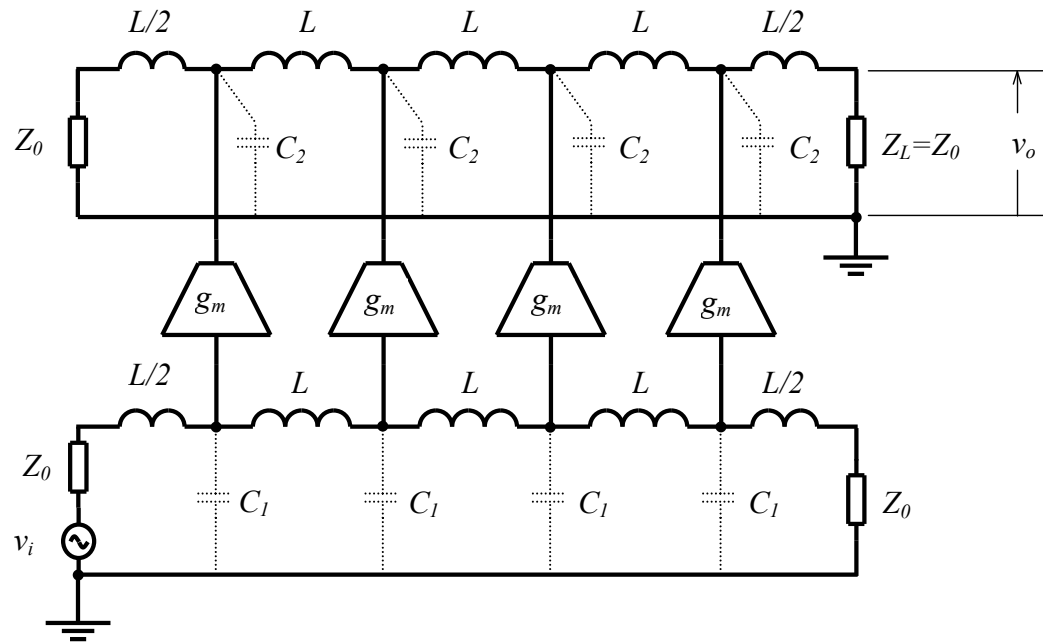 L/2 L L L L/2
Z0 C2 C2 C2 C2 ZL=Z0 vo
gm gm gm gm
L/2 L L L L/2
Z0 C1 C1 C1 C1 Z0
vi